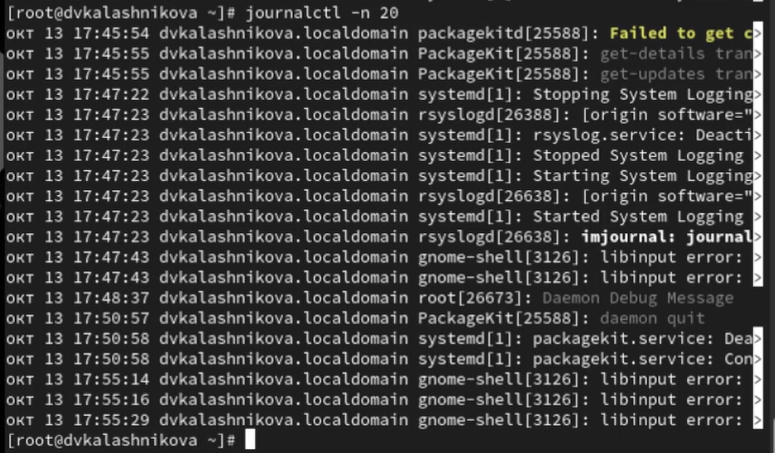 [root@dvkalashnikova ~]# journalctl -n 20
окт 13 17:45:54 dvkalashnikova.localdomain packagekitd[25588]: Failed to get c>
окт 13 17:45:55 dvkalashnikova.localdomain PackageKit[25588]: get-details tran>
окт 13 17:45:55 dvkalashnikova.localdomain PackageKit[25588]: get-updates tran>
окт 13 17:47:22 dvkalashnikova.localdomain systemd[1]: Stopping System Logging>
окт 13 17:47:23 dvkalashnikova.localdomain rsyslogd[26388]: [origin software=">
окт 13 17:47:23 dvkalashnikova.localdomain systemd[1]: rsyslog.service: Deacti>
окт 13 17:47:23 dvkalashnikova.localdomain systemd[1]: Stopped System Logging >
окт 13 17:47:23 dvkalashnikova.localdomain systemd[1]: Starting System Logging>
окт 13 17:47:23 dvkalashnikova.localdomain rsyslogd[26638]: [origin software=">
окт 13 17:47:23 dvkalashnikova.localdomain systemd[1]: Started System Logging >
окт 13 17:47:23 dvkalashnikova.localdomain rsyslogd[26638]: imjournal: journal>
окт 13 17:47:43 dvkalashnikova.localdomain gnome-shell[3126]: libinput error: >
окт 13 17:47:43 dvkalashnikova.localdomain gnome-shell[3126]: libinput error: >
окт 13 17:48:37 dvkalashnikova.localdomain root[26673]: Daemon Debug Message
окт 13 17:50:57 dvkalashnikova.localdomain PackageKit[25588]: daemon quit
окт 13 17:50:58 dvkalashnikova.localdomain systemd[1]: packagekit.service: Dea>
окт 13 17:50:58 dvkalashnikova.localdomain systemd[1]: packagekit.service: Con>
окт 13 17:55:14 dvkalashnikova.localdomain gnome-shell[3126]: libinput error: >
окт 13 17:55:16 dvkalashnikova.localdomain gnome-shell[3126]: libinput error: >
окт 13 17:55:29 dvkalashnikova.localdomain gnome-shell[3126]: libinput error: >
[root@dvkalashnikova ~]#